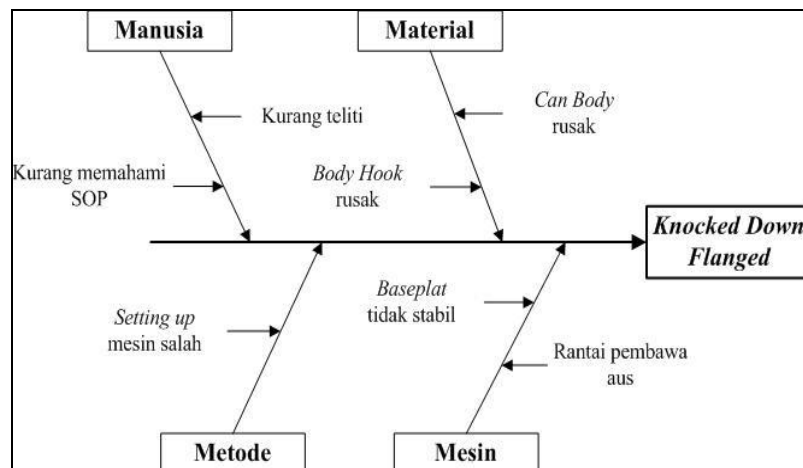 Manusia
Material
Kurang teliti
Can Body
rusak
Kurang memahami
SOP
Body Hook
rusak
Knocked Down
Flanged
Setting up
mesin salah
Baseplat
tidak stabil
Rantai pembawa
aus
Metode
Mesin